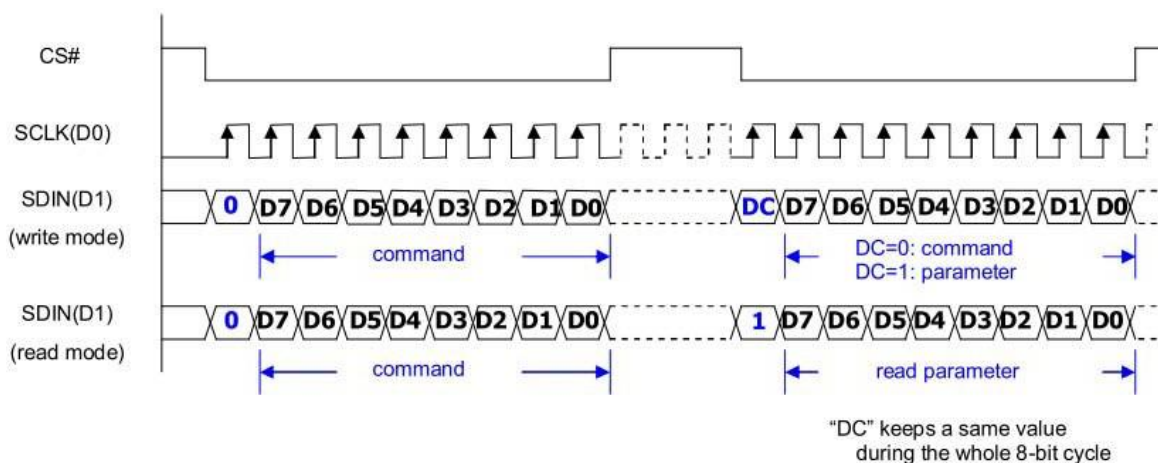 CS#
SCLK(D0)
SDIN(D1)
(write mode)
0 D7 D6 D5 D4 D3 D2 D1 D0
DC D7 D6 D5 D4 D3 D2 D1 D0
command
DC=0: command
DC=1: parameter
SDIN(D1)
(read mode)
0 D7 D6 D5 D4 D3 D2 D1 D0
1 D7 D6 D5 D4 D3 D2 D1 D0
command
read parameter
“DC” keeps a same value
during the whole 8-bit cycle